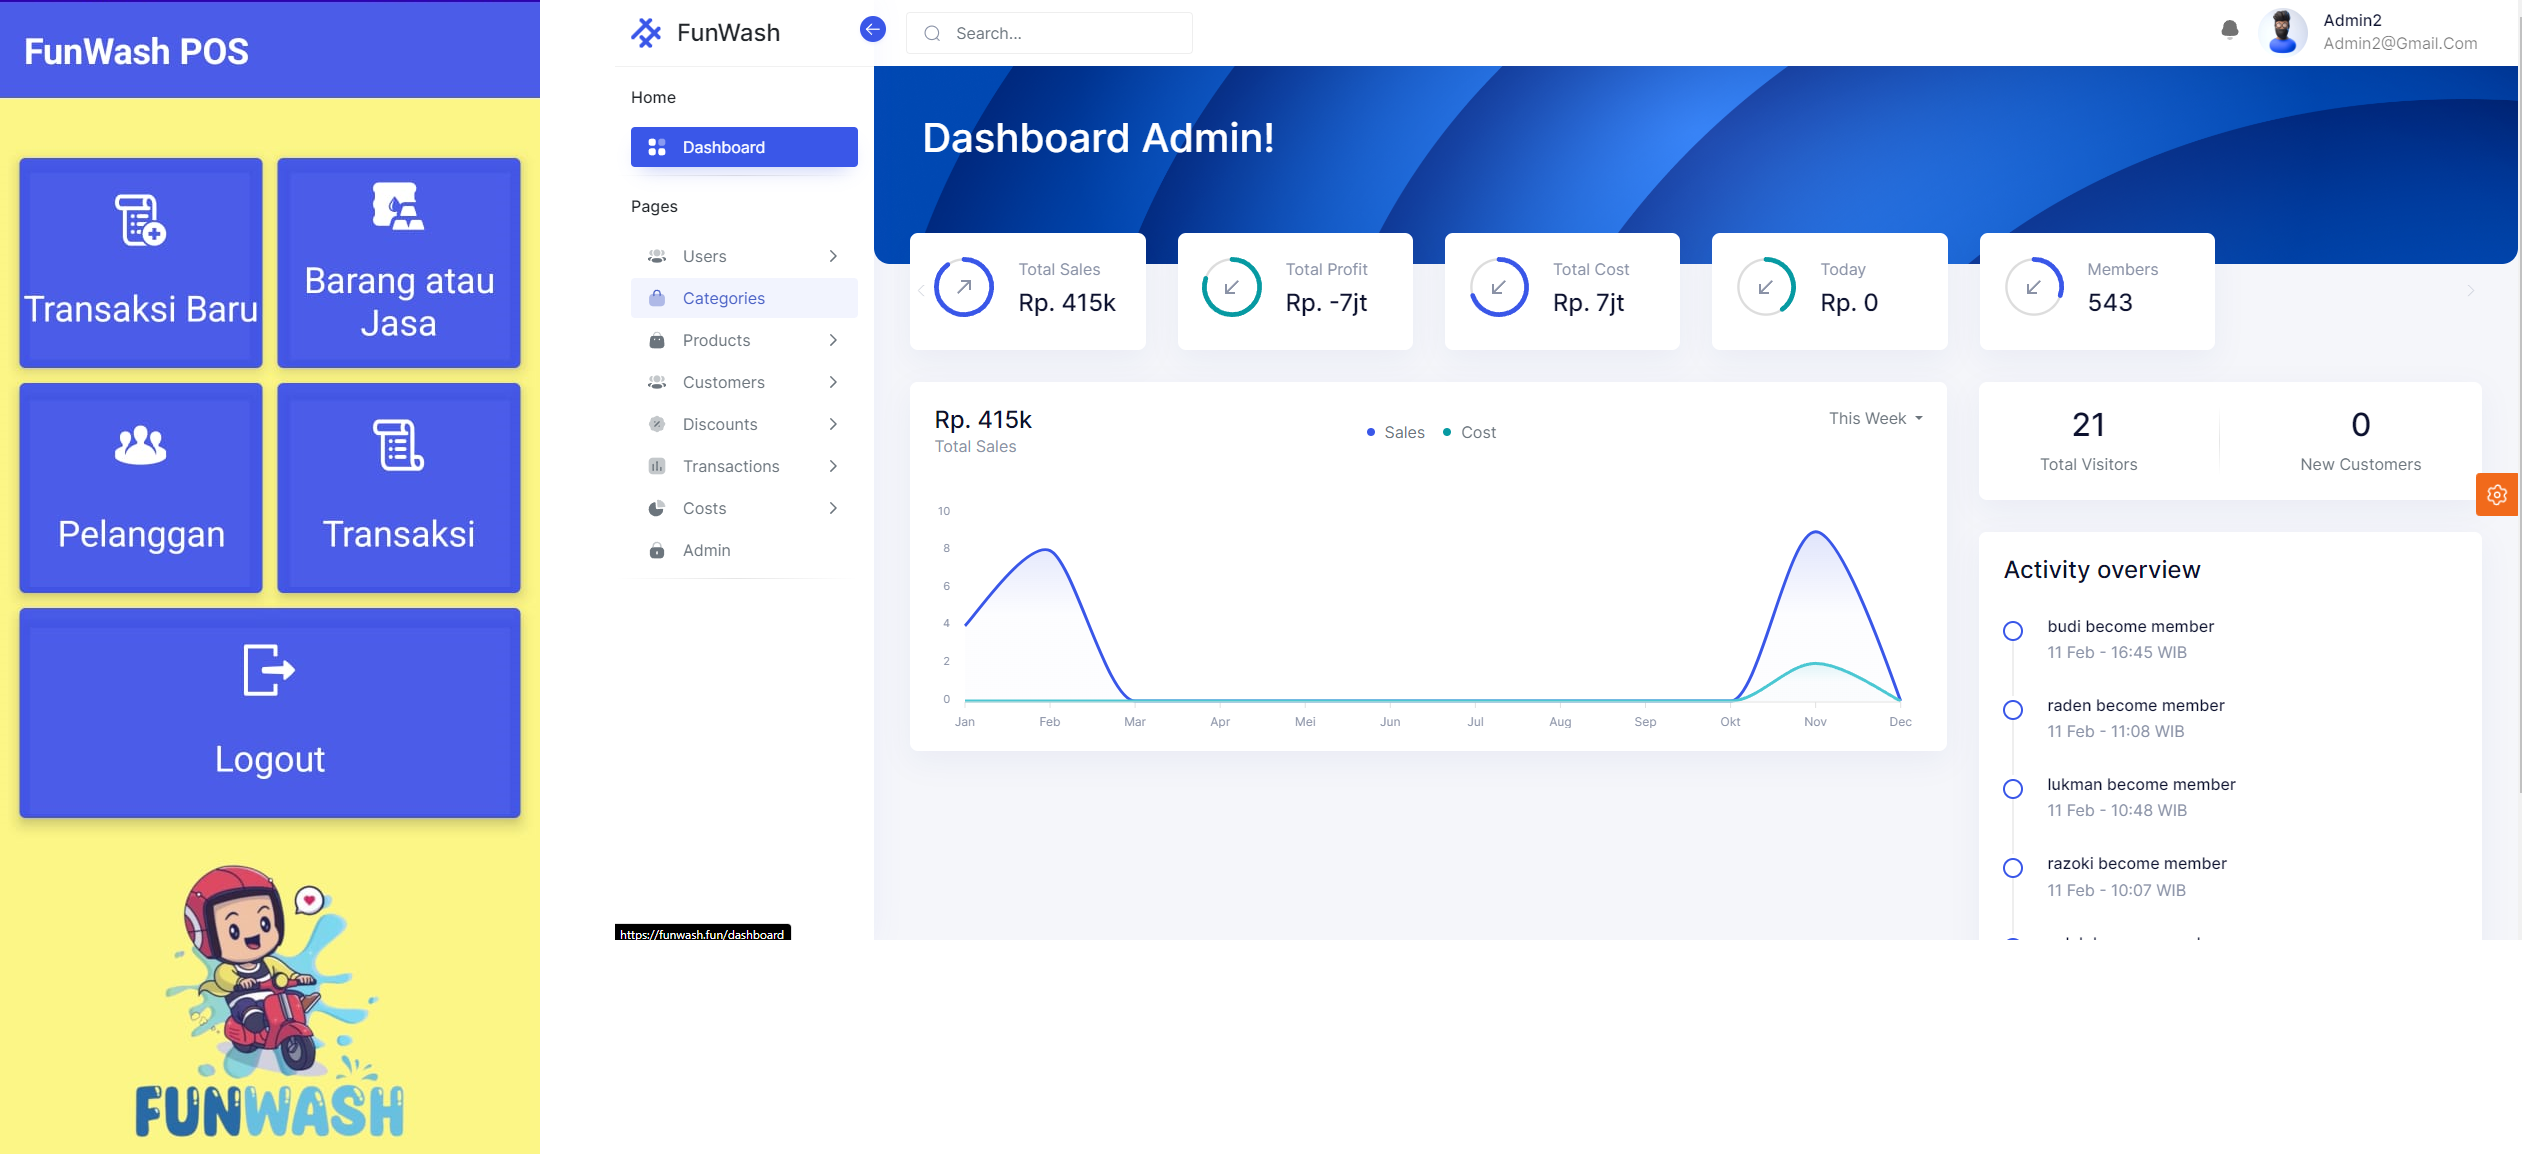 FunWash POS
Transaksi Baru
Barang atau
Jasa
Pelanggan
Transaksi
Logout
FUNWASH
FunWash
Search...
Admin2
Admin2@Gmail.Com
Home
Dashboard
Pages
Users
Categories
Products
Customers
Discounts
Transactions
Costs
Admin
https://funwash.fun/dashboard
Dashboard Admin!
Total Sales
Rp. 415k
Total Profit
Rp. -7jt
Total Cost
Rp. 7jt
Today
Rp. 0
Members
543
Rp. 415k
Total Sales
Sales
Cost
This Week
10
8
6
4
2
0
Jan Feb Mar Apr Mei Jun Jul Aug Sep Okt Nov Dec
21
Total Visitors
0
New Customers
Activity overview
budi become member
11 Feb - 16:45 WIB
raden become member
11 Feb - 11:08 WIB
lukman become member
11 Feb - 10:48 WIB
razoki become member
11 Feb - 10:07 WIB